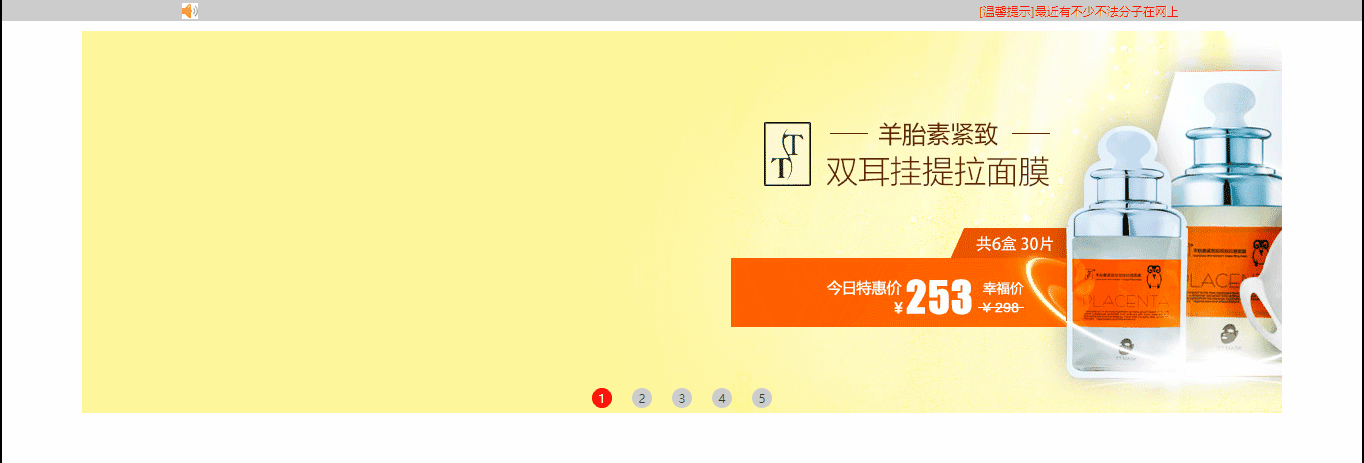 [温馨提示]最近有不少不法分子在网上
羊胎素紧致
双耳挂提拉面膜
共6盒 30片
今日特惠价
¥253
幸福价
¥298
PLACENTA
1 2 3 4 5